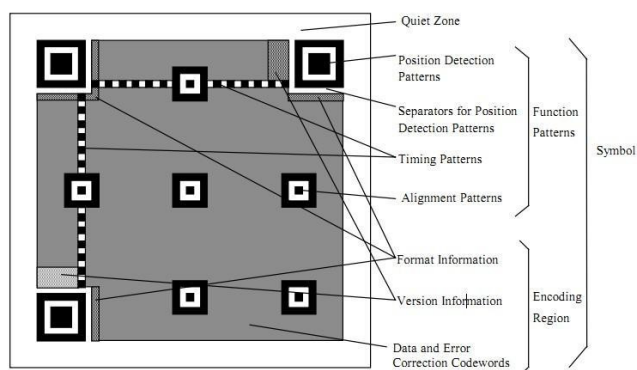 Quiet Zone
Position Detection
Patterns
Separators for Position
Detection Patterns
Function
Patterns
Timing Patterns
Symbol
Alignment Patterns
Format Information
Version Information
Encoding
Region
Data and Error
Correction Codewords